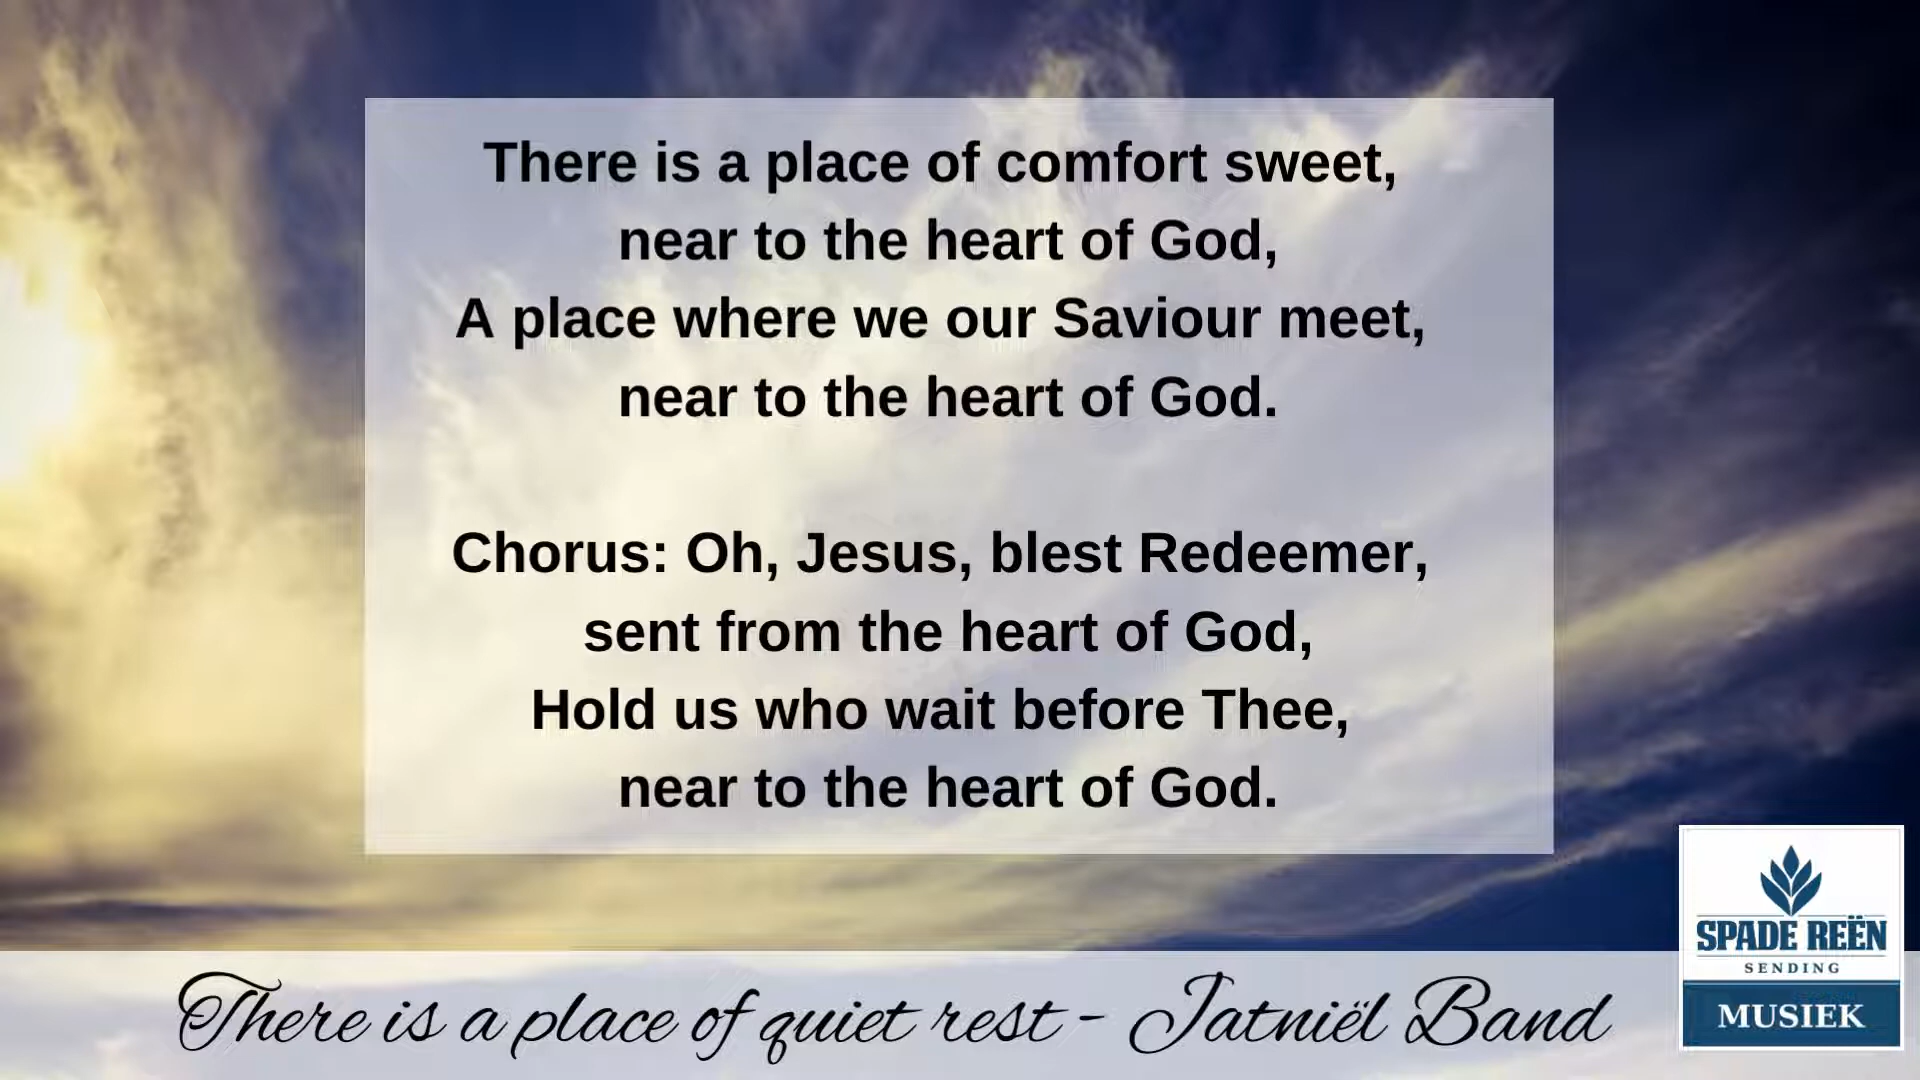 There is a place of comfort sweet,
near to the heart of God,
A place where we our Saviour meet,
near to the heart of God.
Chorus: Oh, Jesus, blest Redeemer,
sent from the heart of God,
Hold us who wait before Thee,
near to the heart of God.
There is a place of quiet rest - Jatniël Band
SPADE REËN
SENDING
MUSIEK